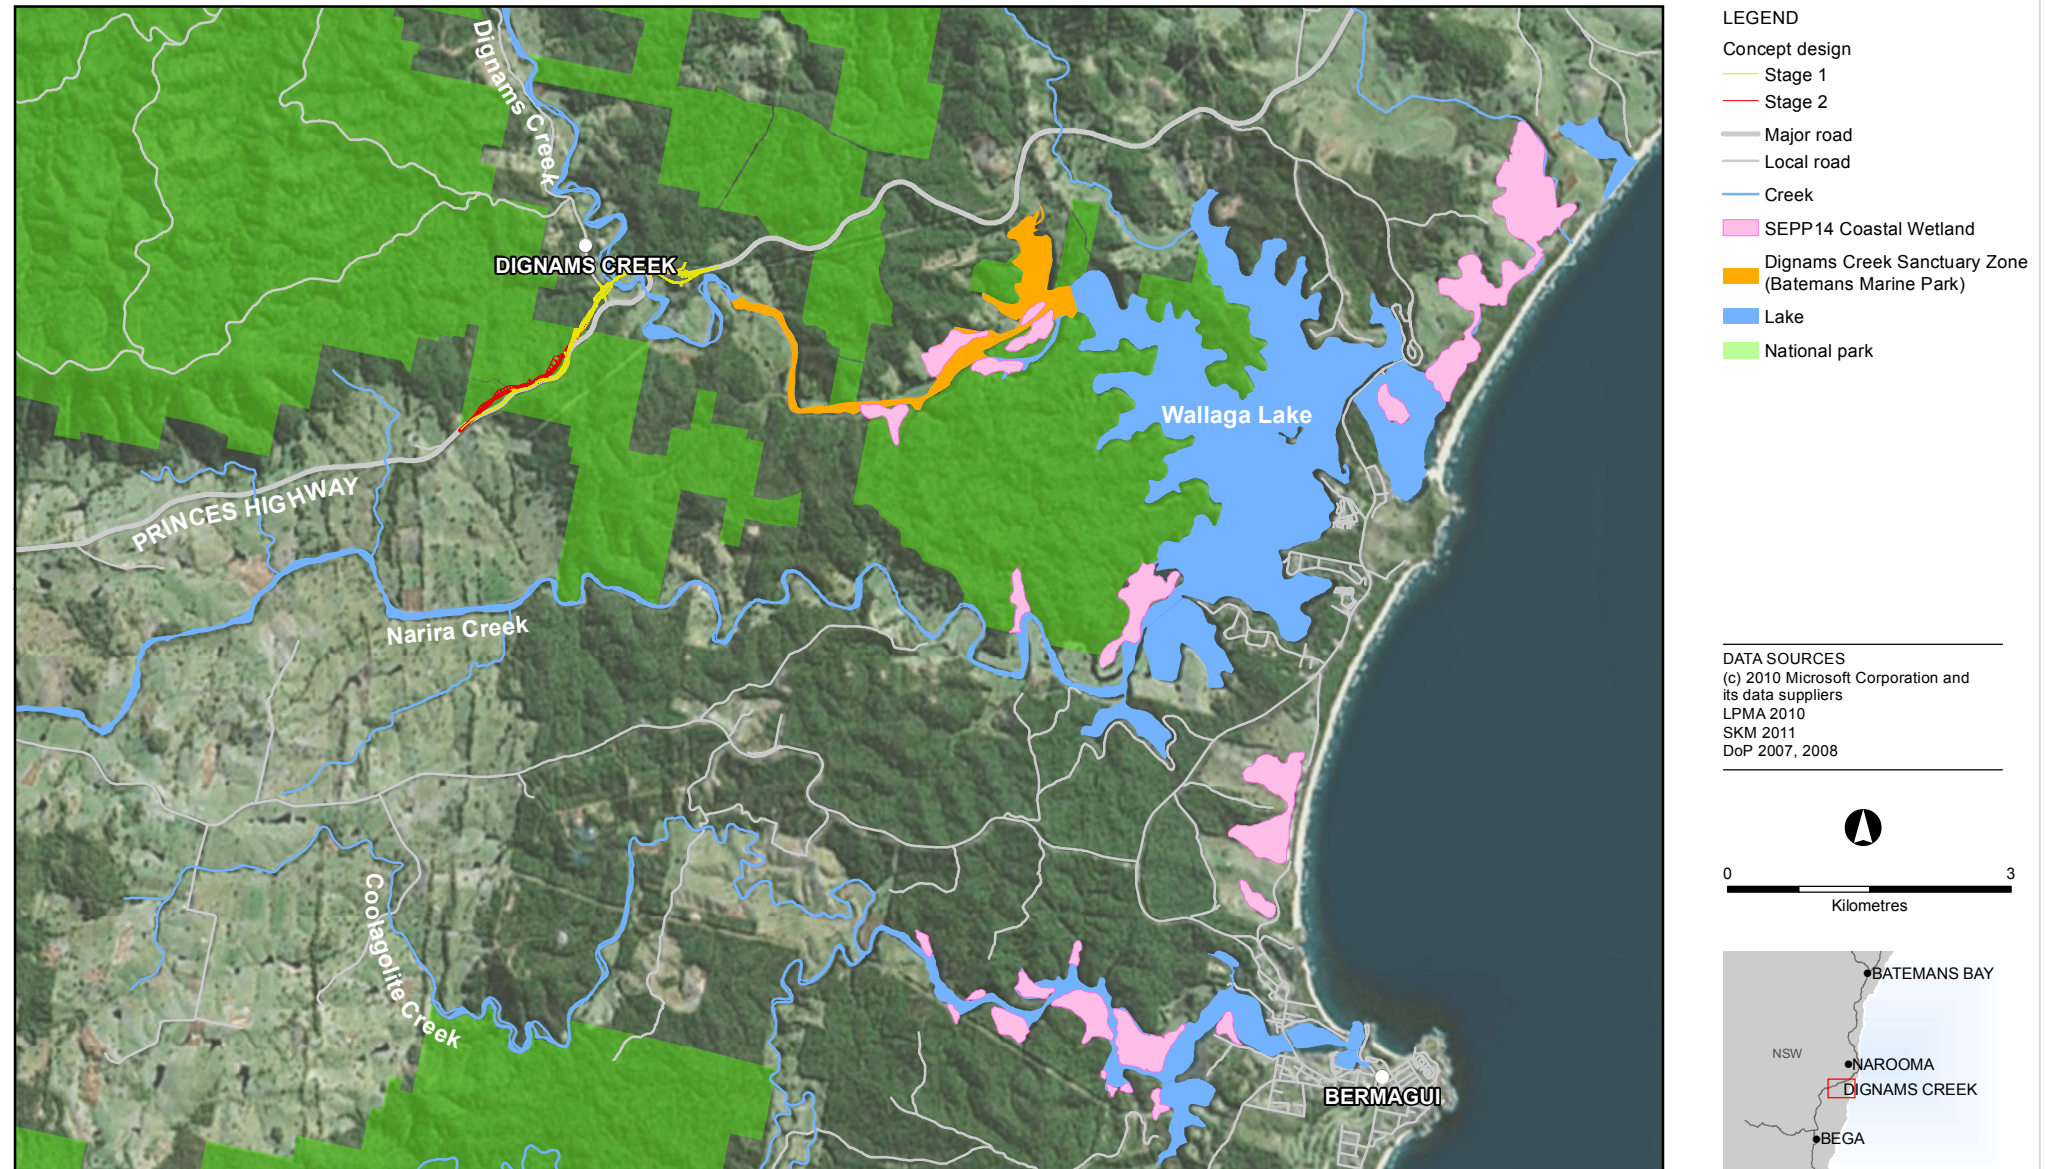 Dignams Creek
DIGNAMS CREEK
Wallaga Lake
PRINCES HIGHWAY
Narira Creek
Coolagolite Creek
BERMAGUI
LEGEND
Concept design
Stage 1
Stage 2
Major road
Local road
Creek
SEPP14 Coastal Wetland
Dignams Creek Sanctuary Zone
(Batemans Marine Park)
Lake
National park
DATA SOURCES
(c) 2010 Microsoft Corporation and
its data suppliers
LPMA 2010
SKM 2011
DoP 2007, 2008
0 3
Kilometres
BATEMANS BAY
NSW
NAROOMA
DIGNAMS CREEK
BEGA